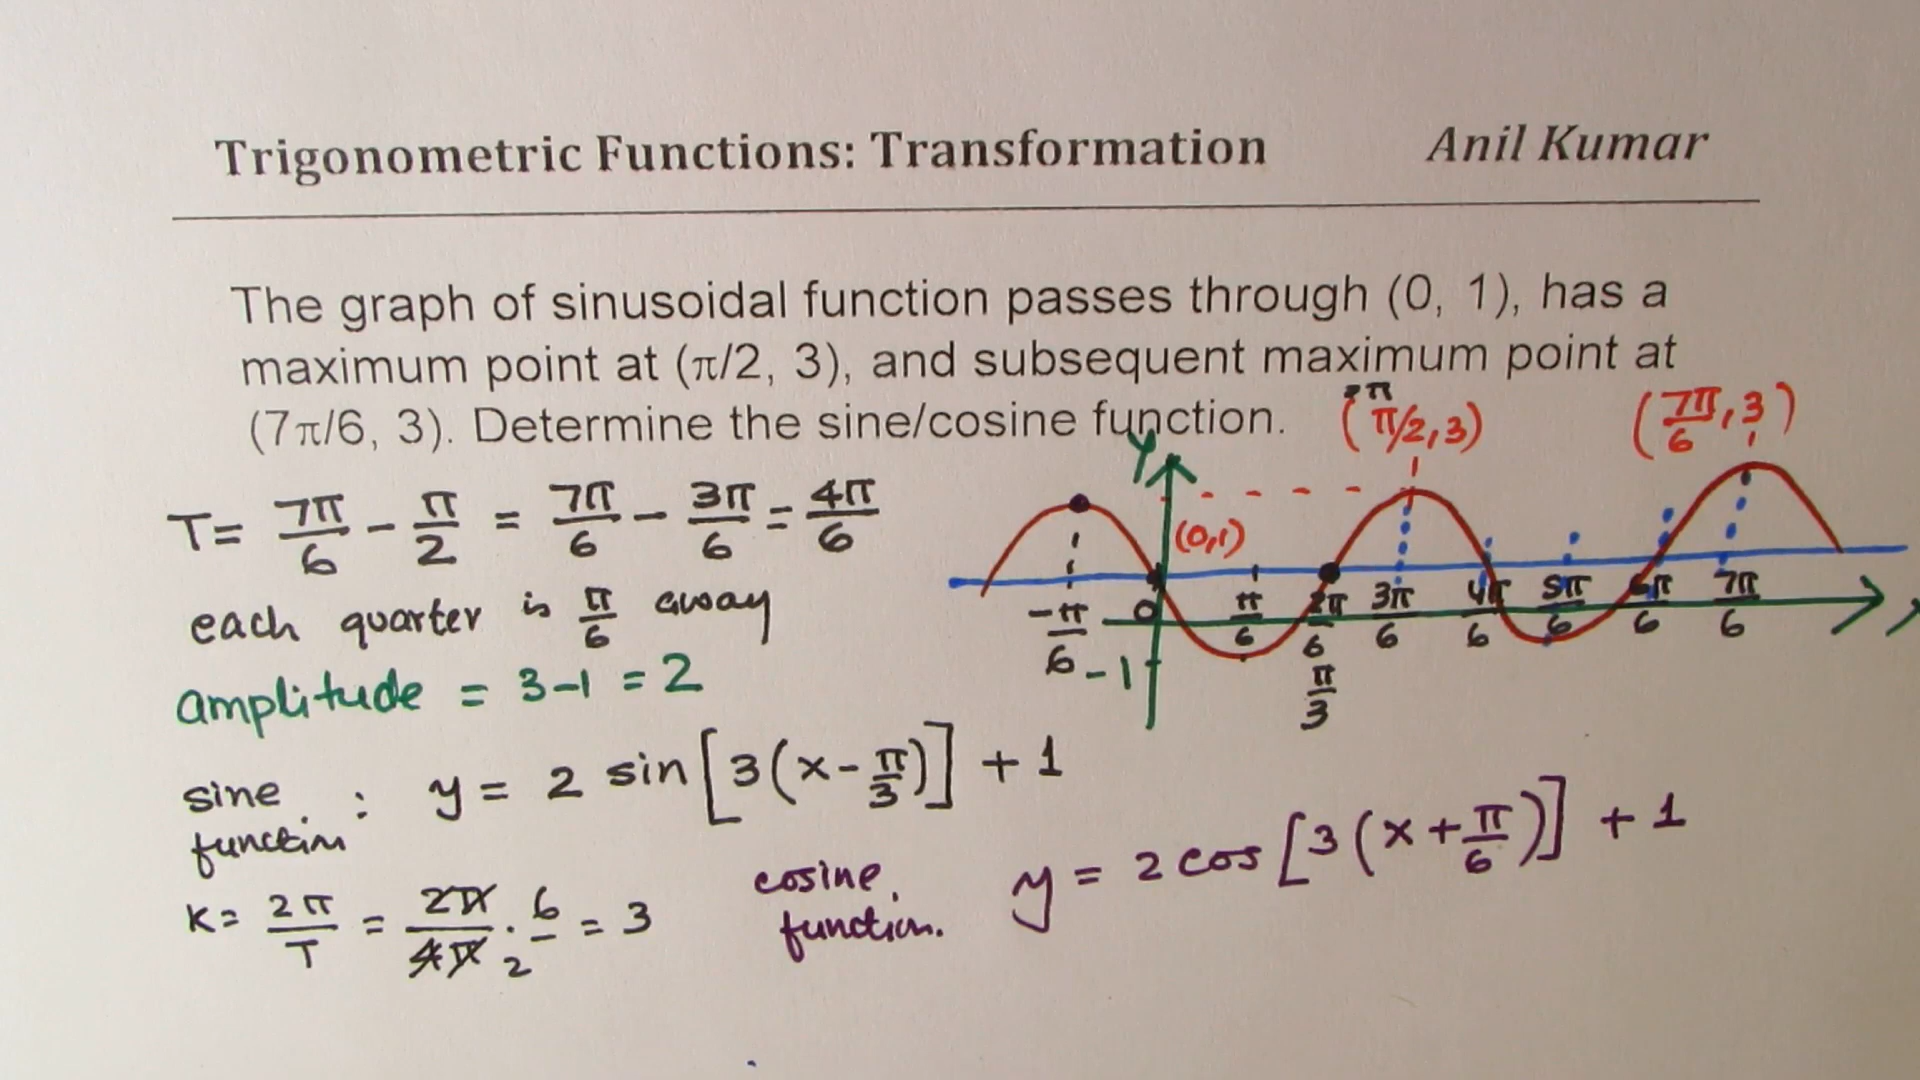 Trigonometric Functions: Transformation Anil Kumar
The graph of sinusoidal function passes through (0, 1), has a
maximum point at (π/2, 3), and subsequent maximum point at
(7π/6, 3). Determine the sine/cosine function.
(π/2, 3) (7π/6, 3)
T = 7π/6 - π/2 = 7π/6 - 3π/6 = 4π/6
Y
(0,1)
-π/6 0 π/6 2π/6 3π/6 4π/6 5π/6 6π/6 7π/6
π/3
-1
each quarter is π/6 away
amplitude = 3-1 = 2
sine function : y = 2 sin [3(x - π/3)] + 1
K = 2π/T = 2π/4π · 6/2 = 3
cosine function. y = 2 cos [3(x + π/6)] + 1